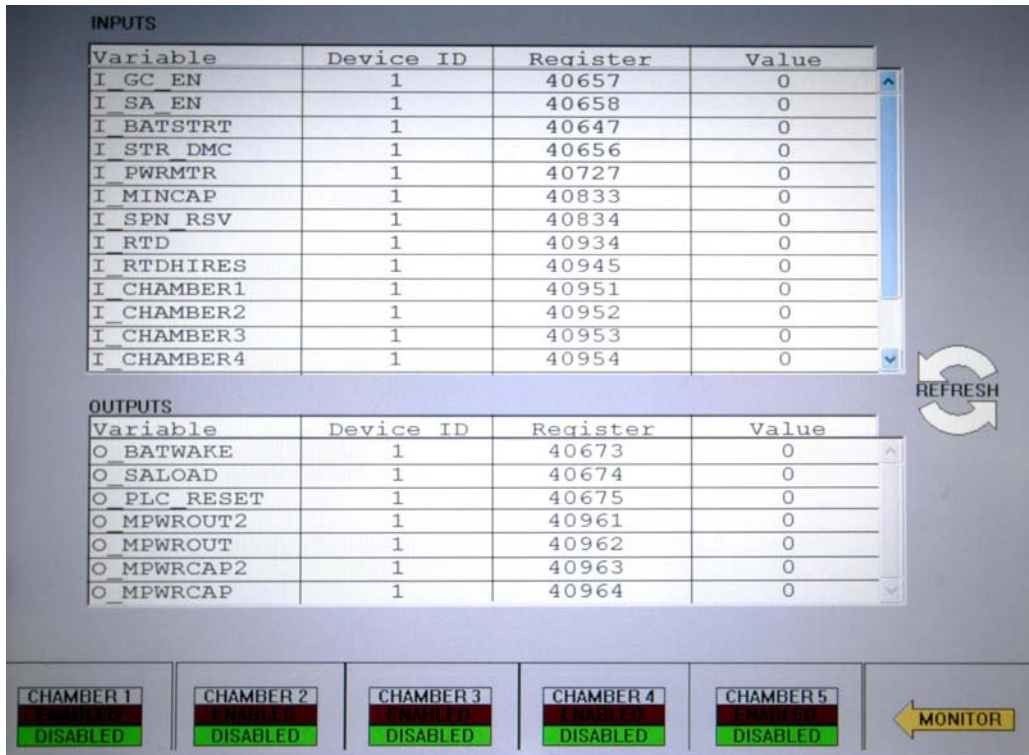 INPUTS
Variable Device ID Register Value
I_GC_EN 1 40657 0
I_SA_EN 1 40658 0
I_BATSTRT 1 40647 0
I_STR_DMC 1 40656 0
I_PWRMTR 1 40727 0
I_MINCAP 1 40833 0
I_SPN_RSV 1 40834 0
I_RTD 1 40934 0
I_RTDHIRES 1 40945 0
I_CHAMBER1 1 40951 0
I_CHAMBER2 1 40952 0
I_CHAMBER3 1 40953 0
I_CHAMBER4 1 40954 0
REFRESH
OUTPUTS
Variable Device ID Register Value
O_BATWAKE 1 40673 0
O_SALOAD 1 40674 0
O_PLC_RESET 1 40675 0
O_MPWROUT2 1 40961 0
O_MPWROUT 1 40962 0
O_MPWRCAP2 1 40963 0
O_MPWRCAP 1 40964 0
CHAMBER 1 CHAMBER 2 CHAMBER 3 CHAMBER 4 CHAMBER 5
ENABLED ENABLED ENABLED ENABLED ENABLED
DISABLED DISABLED DISABLED DISABLED DISABLED
MONITOR